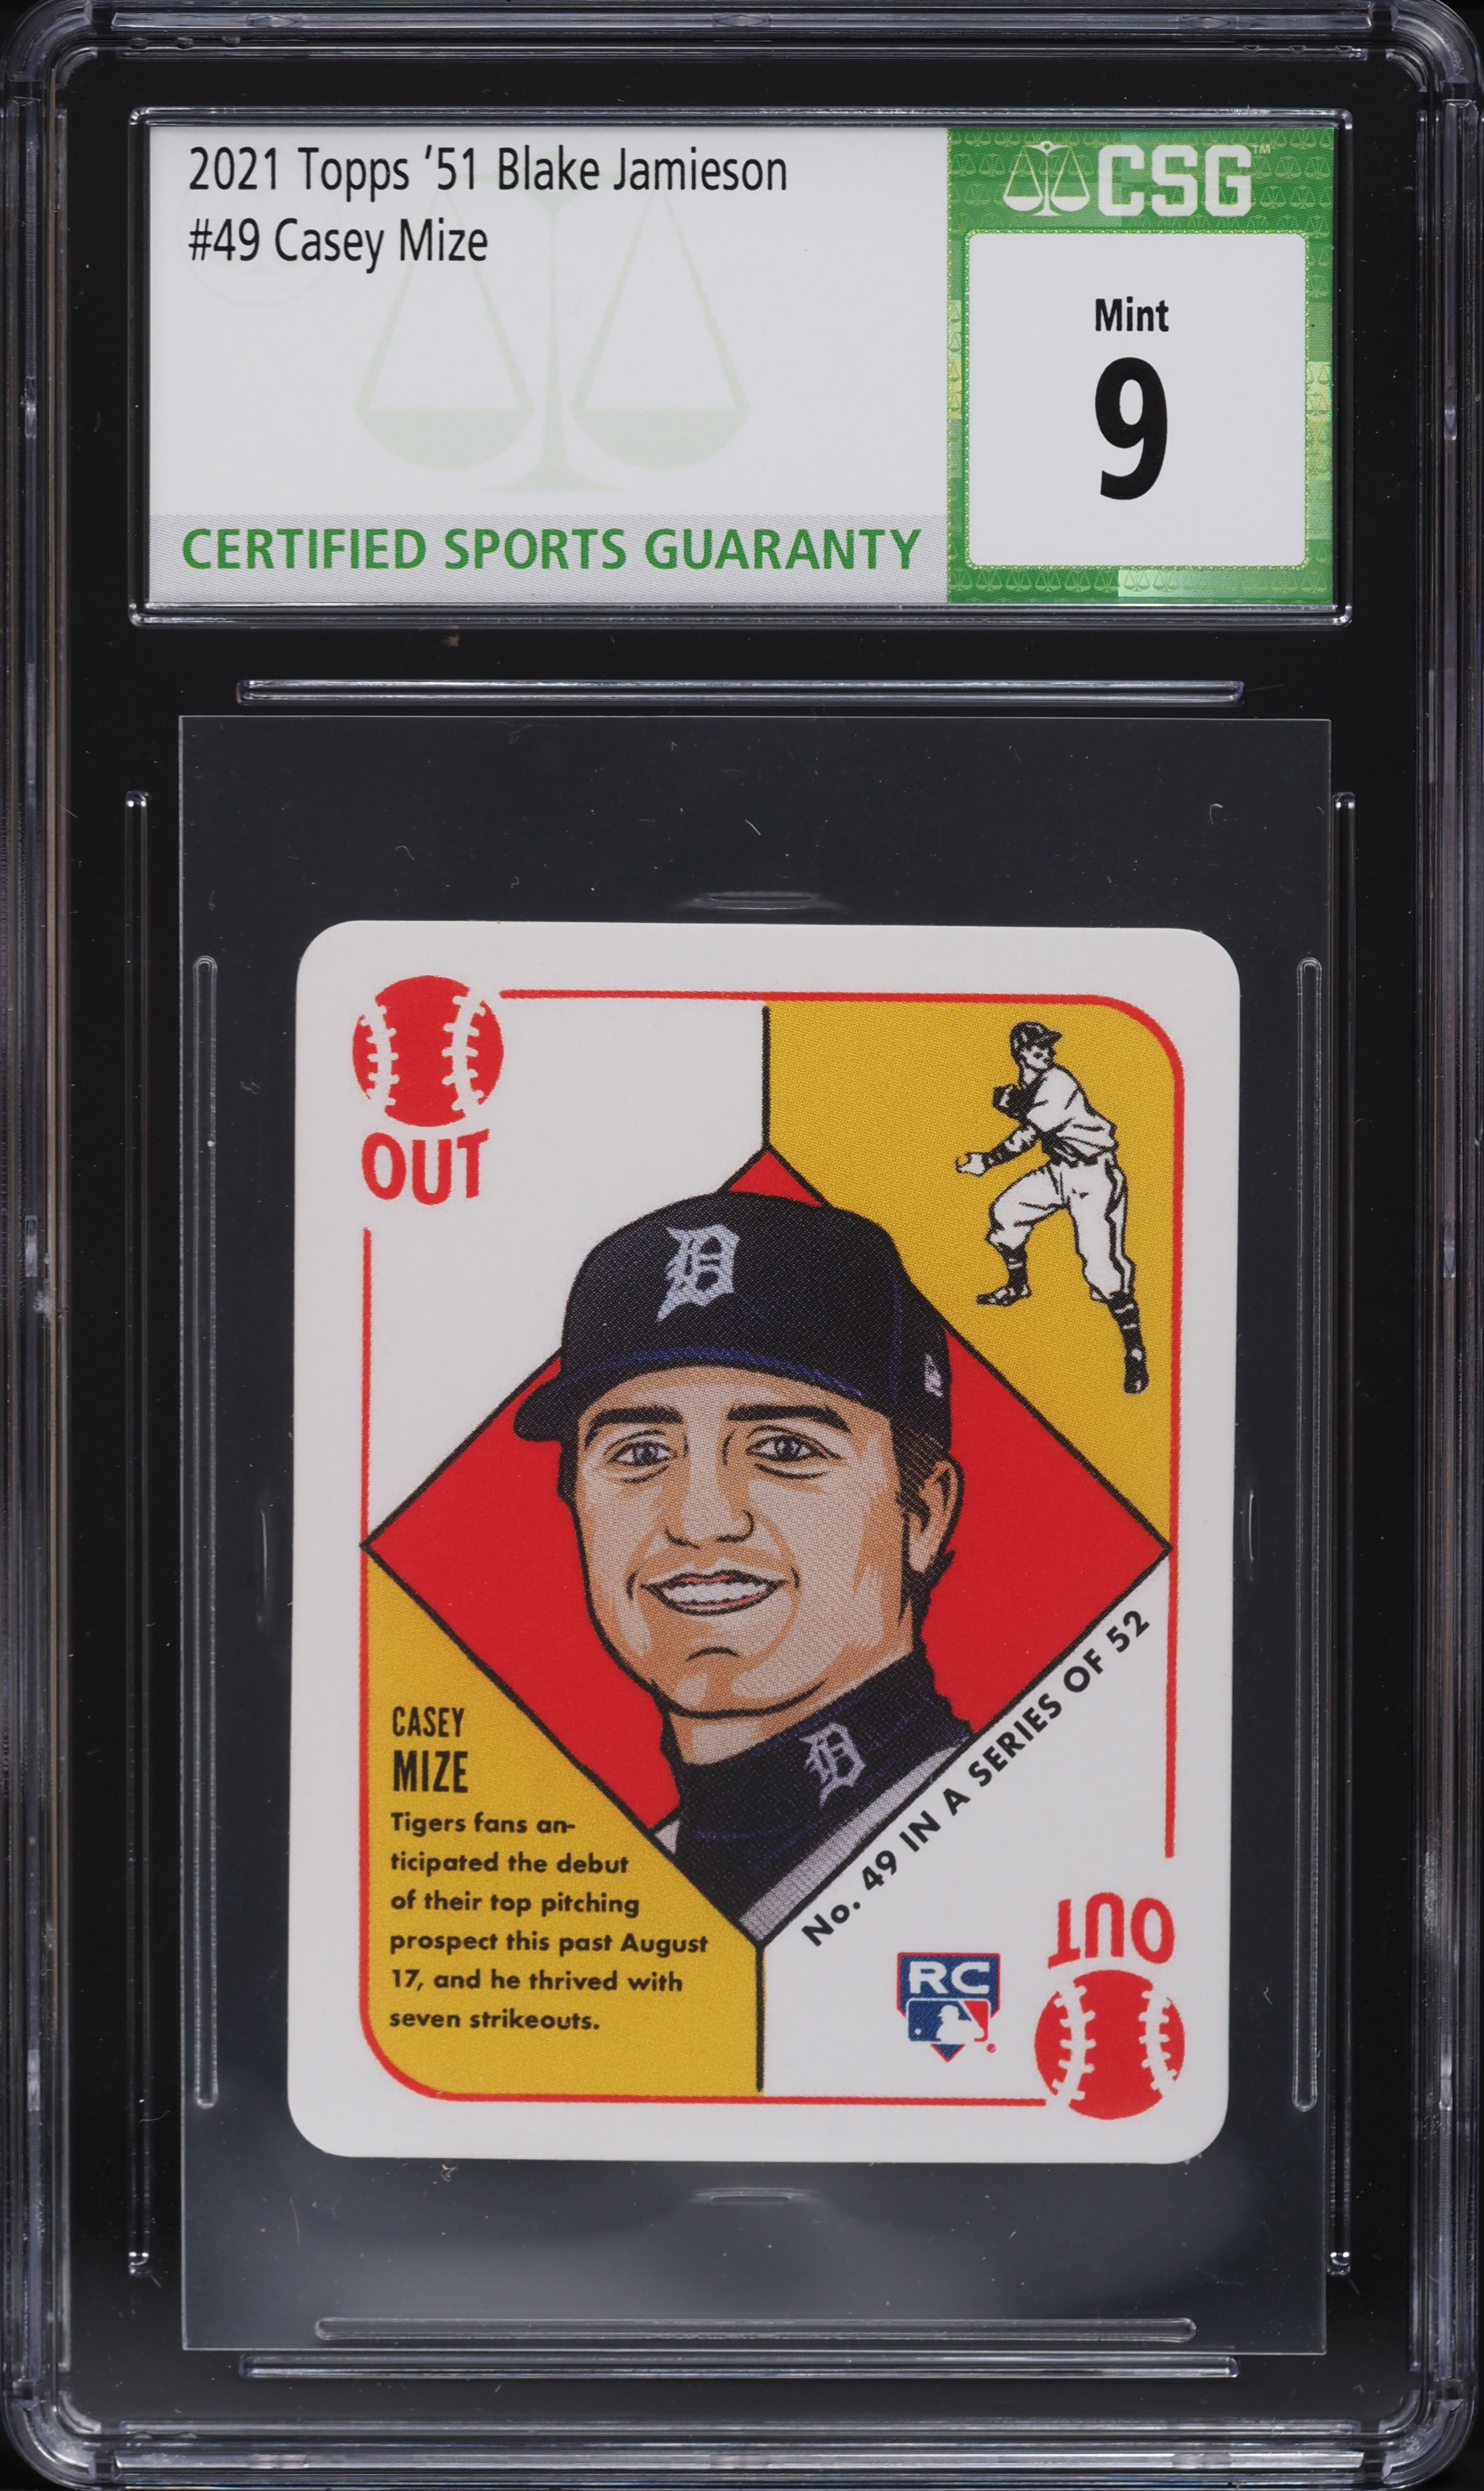 2021 Topps '51 Blake Jamieson
#49 Casey Mize
CERTIFIED SPORTS GUARANTY
CSG™
Mint
9
OUT
D
D
CASEY
MIZE
Tigers fans an-
ticipated the debut
of their top pitching
prospect this past August
17, and he thrived with
seven strikeouts.
No. 49 IN A SERIES OF 52
RC
OUT